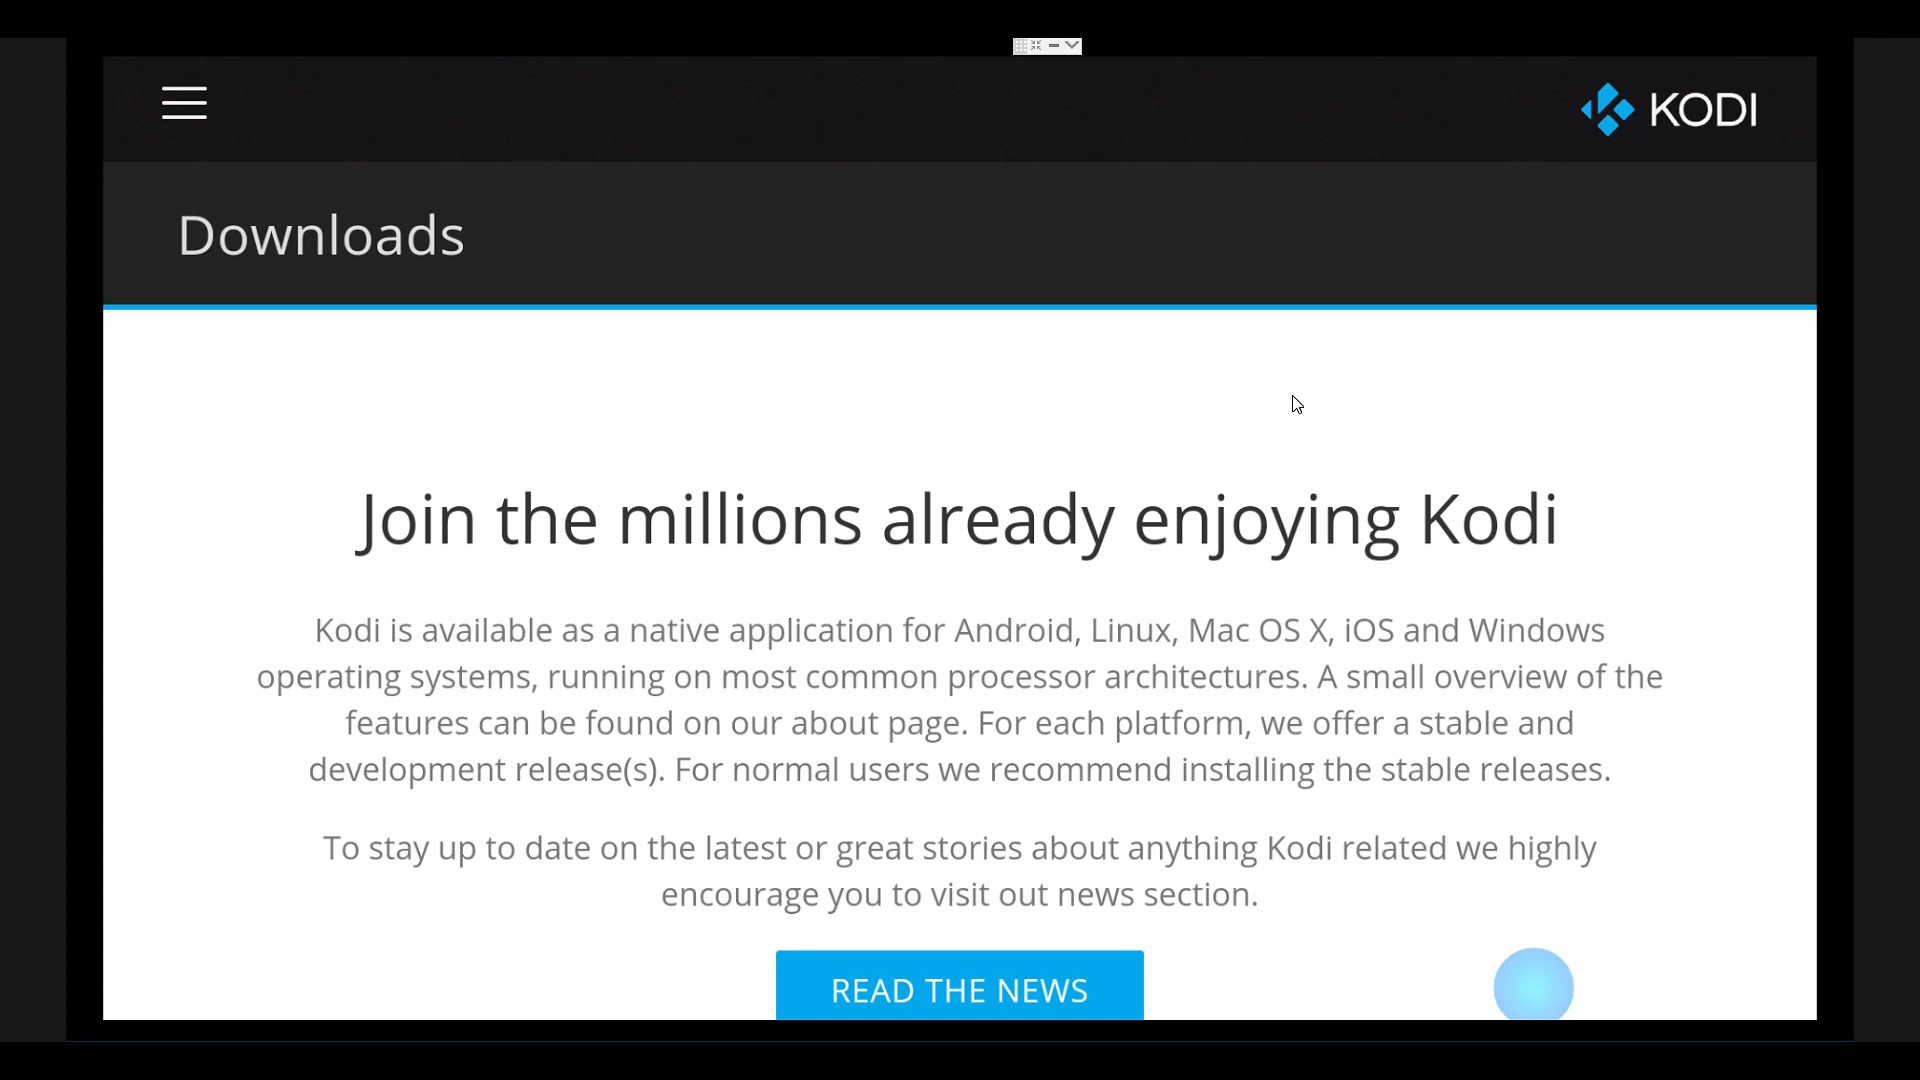 KODI
Downloads
Join the millions already enjoying Kodi
Kodi is available as a native application for Android, Linux, Mac OS X, iOS and Windows
operating systems, running on most common processor architectures. A small overview of the
features can be found on our about page. For each platform, we offer a stable and
development release(s). For normal users we recommend installing the stable releases.
To stay up to date on the latest or great stories about anything Kodi related we highly
encourage you to visit out news section.
READ THE NEWS